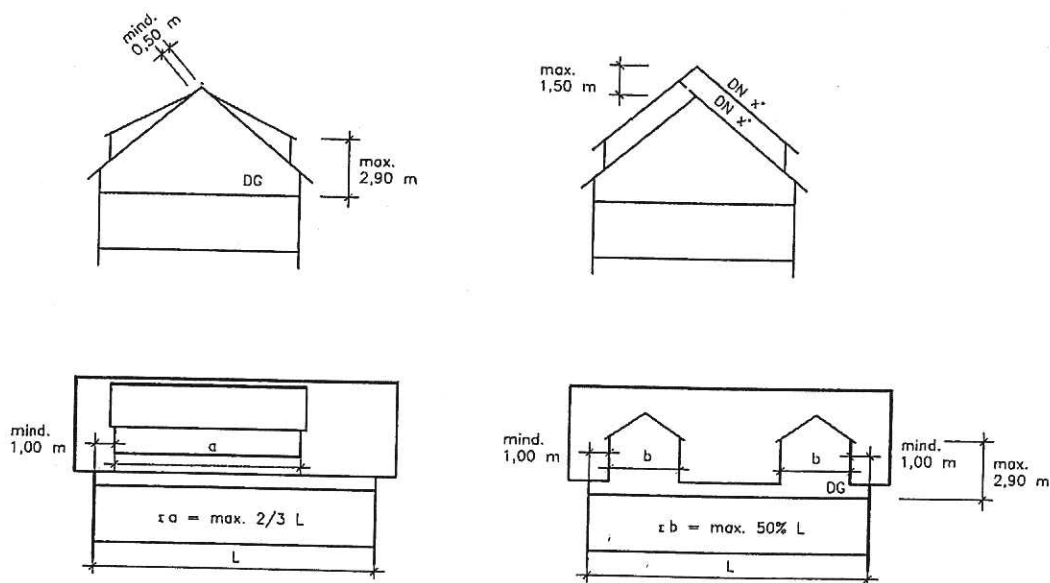 mind.
0,50 m
max.
2,90 m
DG
max.
1,50 m
DN x°
DN x°
mind.
1,00 m
a
Σa = max. 2/3 L
L
mind.
1,00 m
b
b
mind.
1,00 m
max.
2,90 m
DG
Σb = max. 50% L
L